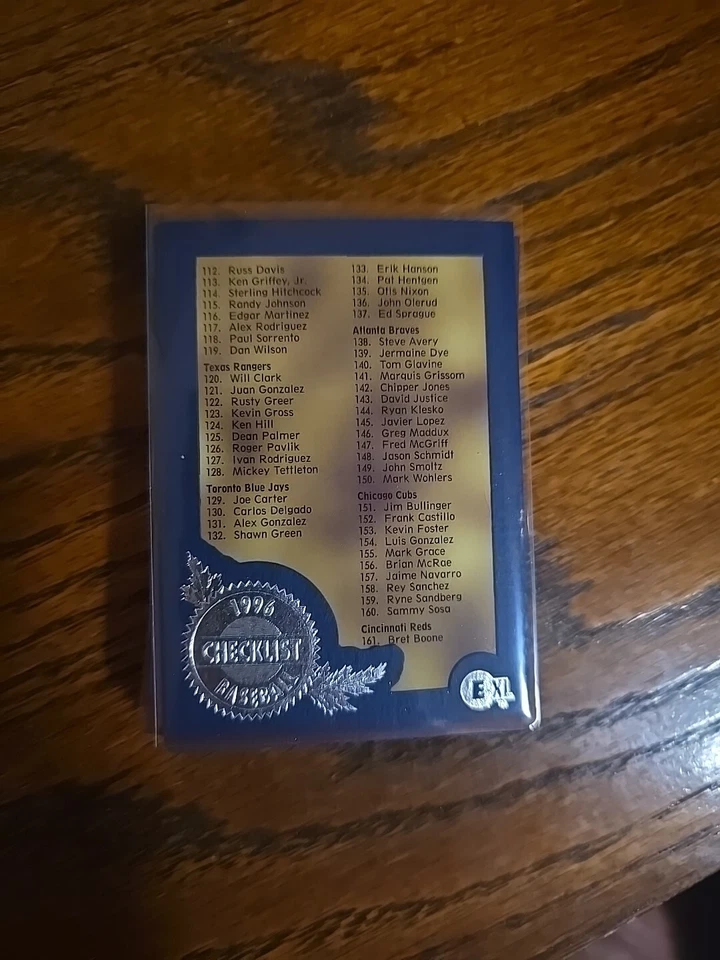 112. Russ Davis
113. Ken Griffey, Jr.
114. Sterling Hitchcock
115. Randy Johnson
116. Edgar Martinez
117. Alex Rodriguez
118. Paul Sorrento
119. Dan Wilson
Texas Rangers
120. Will Clark
121. Juan Gonzalez
122. Rusty Greer
123. Kevin Gross
124. Ken Hill
125. Dean Palmer
126. Roger Pavlik
127. Ivan Rodriguez
128. Mickey Tettleton
Toronto Blue Jays
129. Joe Carter
130. Carlos Delgado
131. Alex Gonzalez
132. Shawn Green
133. Erik Hanson
134. Pat Hentgen
135. Otis Nixon
136. John Olerud
137. Ed Sprague
Atlanta Braves
138. Steve Avery
139. Jermaine Dye
140. Tom Glavine
141. Marquis Grissom
142. Chipper Jones
143. David Justice
144. Ryan Klesko
145. Javier Lopez
146. Greg Maddux
147. Fred McGriff
148. Jason Schmidt
149. John Smoltz
150. Mark Wohlers
Chicago Cubs
151. Jim Bullinger
152. Frank Castillo
153. Kevin Foster
154. Luis Gonzalez
155. Mark Grace
156. Brian McRae
157. Jaime Navarro
158. Rey Sanchez
159. Ryne Sandberg
160. Sammy Sosa
Cincinnati Reds
161. Bret Boone
1996
CHECKLIST
BASEBALL
E-XL